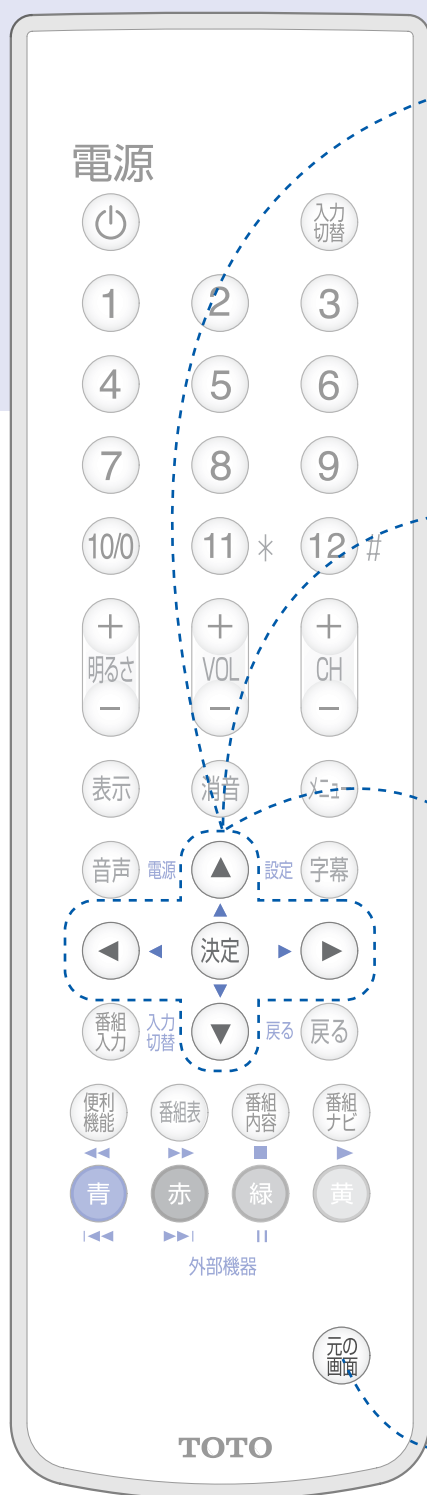 電源
入力
切替
1 2 3
4 5 6
7 8 9
10/0 11 * 12 #
+ + +
明るさ VOL CH
- - -
表示 消音 メニュー
音声 電源 ▲ 設定 字幕
▲
◀ ◀ 決定 ▶ ▶
▼
番組
入力
入力
切替
▼ 戻る 戻る
便利
機能
番組表
番組
内容
番組
ナビ
◀◀ ▶▶ ■ ▶
青 赤 緑 黄
I◀◀ ▶▶I II
外部機器
元の
画面
TOTO